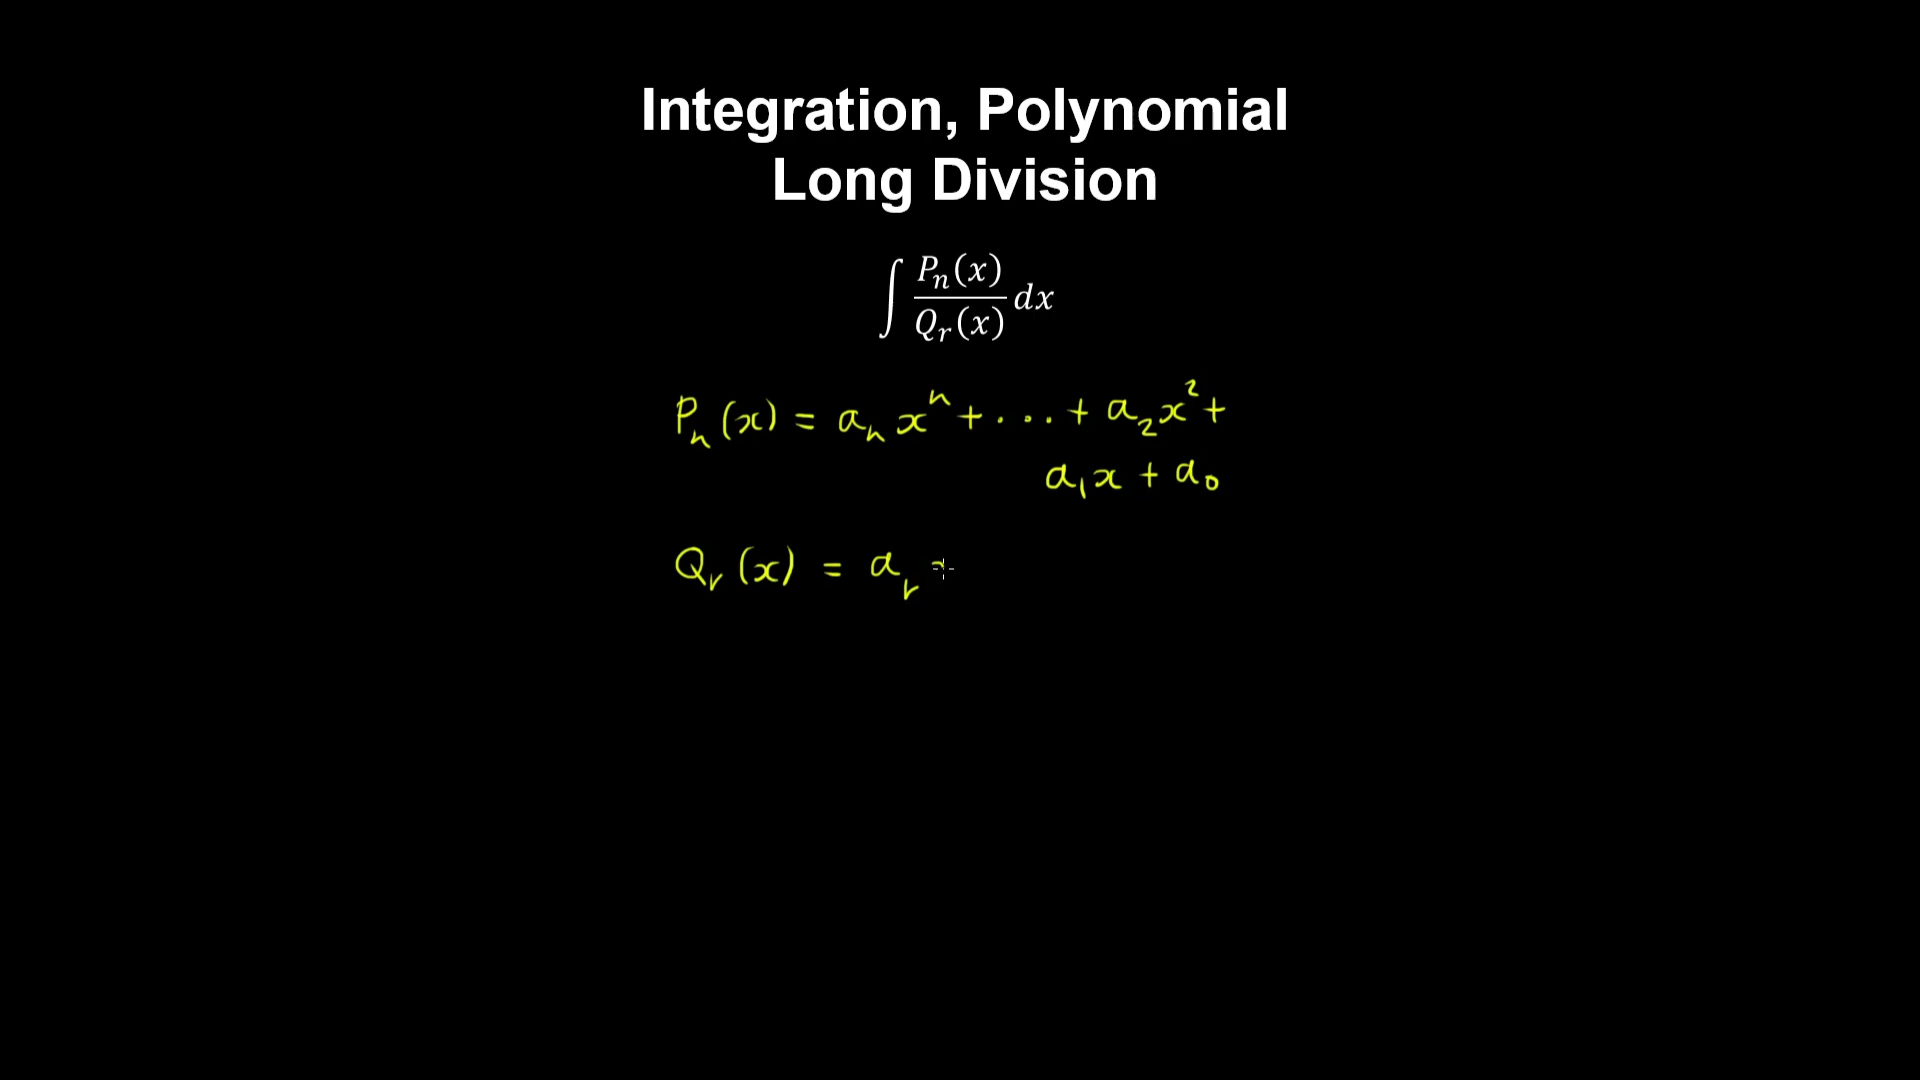 Integration, Polynomial
Long Division
∫ Pₙ(x)/Qᵣ(x) dx
Pₙ(x) = aₙxⁿ + ... + a₂x² +
a₁x + a₀
Qᵣ(x) = aᵣ